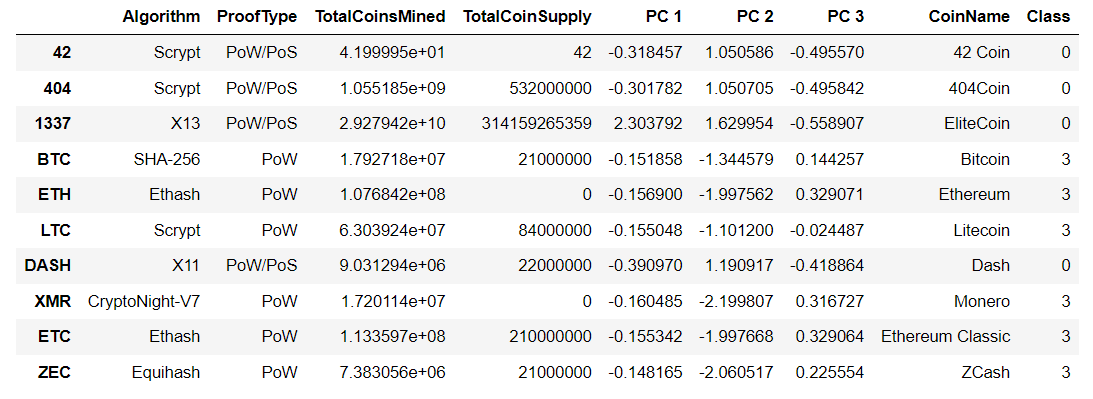 Algorithm ProofType TotalCoinsMined TotalCoinSupply PC 1 PC 2 PC 3 CoinName Class
42 Scrypt PoW/PoS 4.199995e+01 42 -0.318457 1.050586 -0.495570 42 Coin 0
404 Scrypt PoW/PoS 1.055185e+09 532000000 -0.301782 1.050705 -0.495842 404Coin 0
1337 X13 PoW/PoS 2.927942e+10 314159265359 2.303792 1.629954 -0.558907 EliteCoin 0
BTC SHA-256 PoW 1.792718e+07 21000000 -0.151858 -1.344579 0.144257 Bitcoin 3
ETH Ethash PoW 1.076842e+08 0 -0.156900 -1.997562 0.329071 Ethereum 3
LTC Scrypt PoW 6.303924e+07 84000000 -0.155048 -1.101200 -0.024487 Litecoin 3
DASH X11 PoW/PoS 9.031294e+06 22000000 -0.390970 1.190917 -0.418864 Dash 0
XMR CryptoNight-V7 PoW 1.720114e+07 0 -0.160485 -2.199807 0.316727 Monero 3
ETC Ethash PoW 1.133597e+08 210000000 -0.155342 -1.997668 0.329064 Ethereum Classic 3
ZEC Equihash PoW 7.383056e+06 21000000 -0.148165 -2.060517 0.225554 ZCash 3